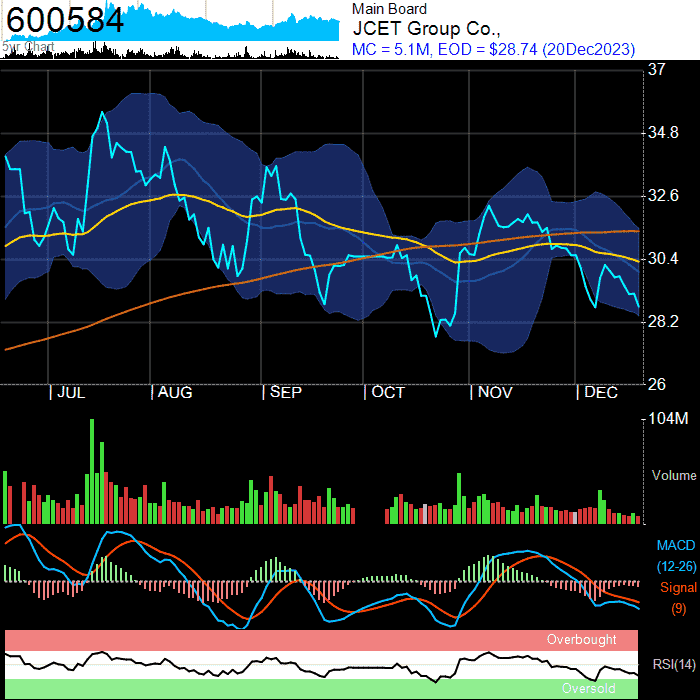 600584
5yr Chart
Main Board
JCET Group Co.,
MC = 5.1M, EOD = $28.74 (20Dec2023)
37
34.8
32.6
30.4
28.2
26
| JUL | AUG | SEP | OCT | NOV | DEC
104M
Volume
MACD
(12-26)
Signal
(9)
Overbought
RSI(14)
Oversold